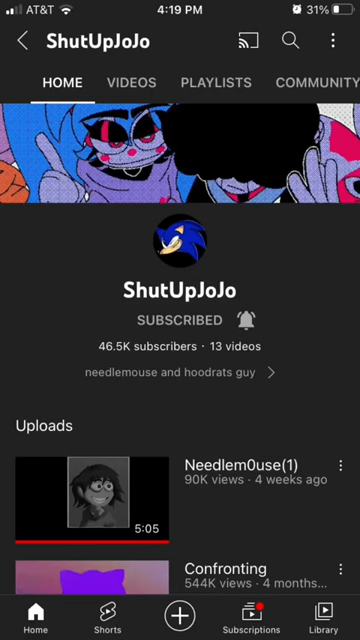 AT&T 4:19 PM 31%
ShutUpJoJo
HOME VIDEOS PLAYLISTS COMMUNITY
ShutUpJoJo
SUBSCRIBED
46.5K subscribers · 13 videos
needlemouse and hoodrats guy
Uploads
Needlem0use(1)
90K views · 4 weeks ago
5:05
Confronting
544K views · 4 months...
Home Shorts Subscriptions Library